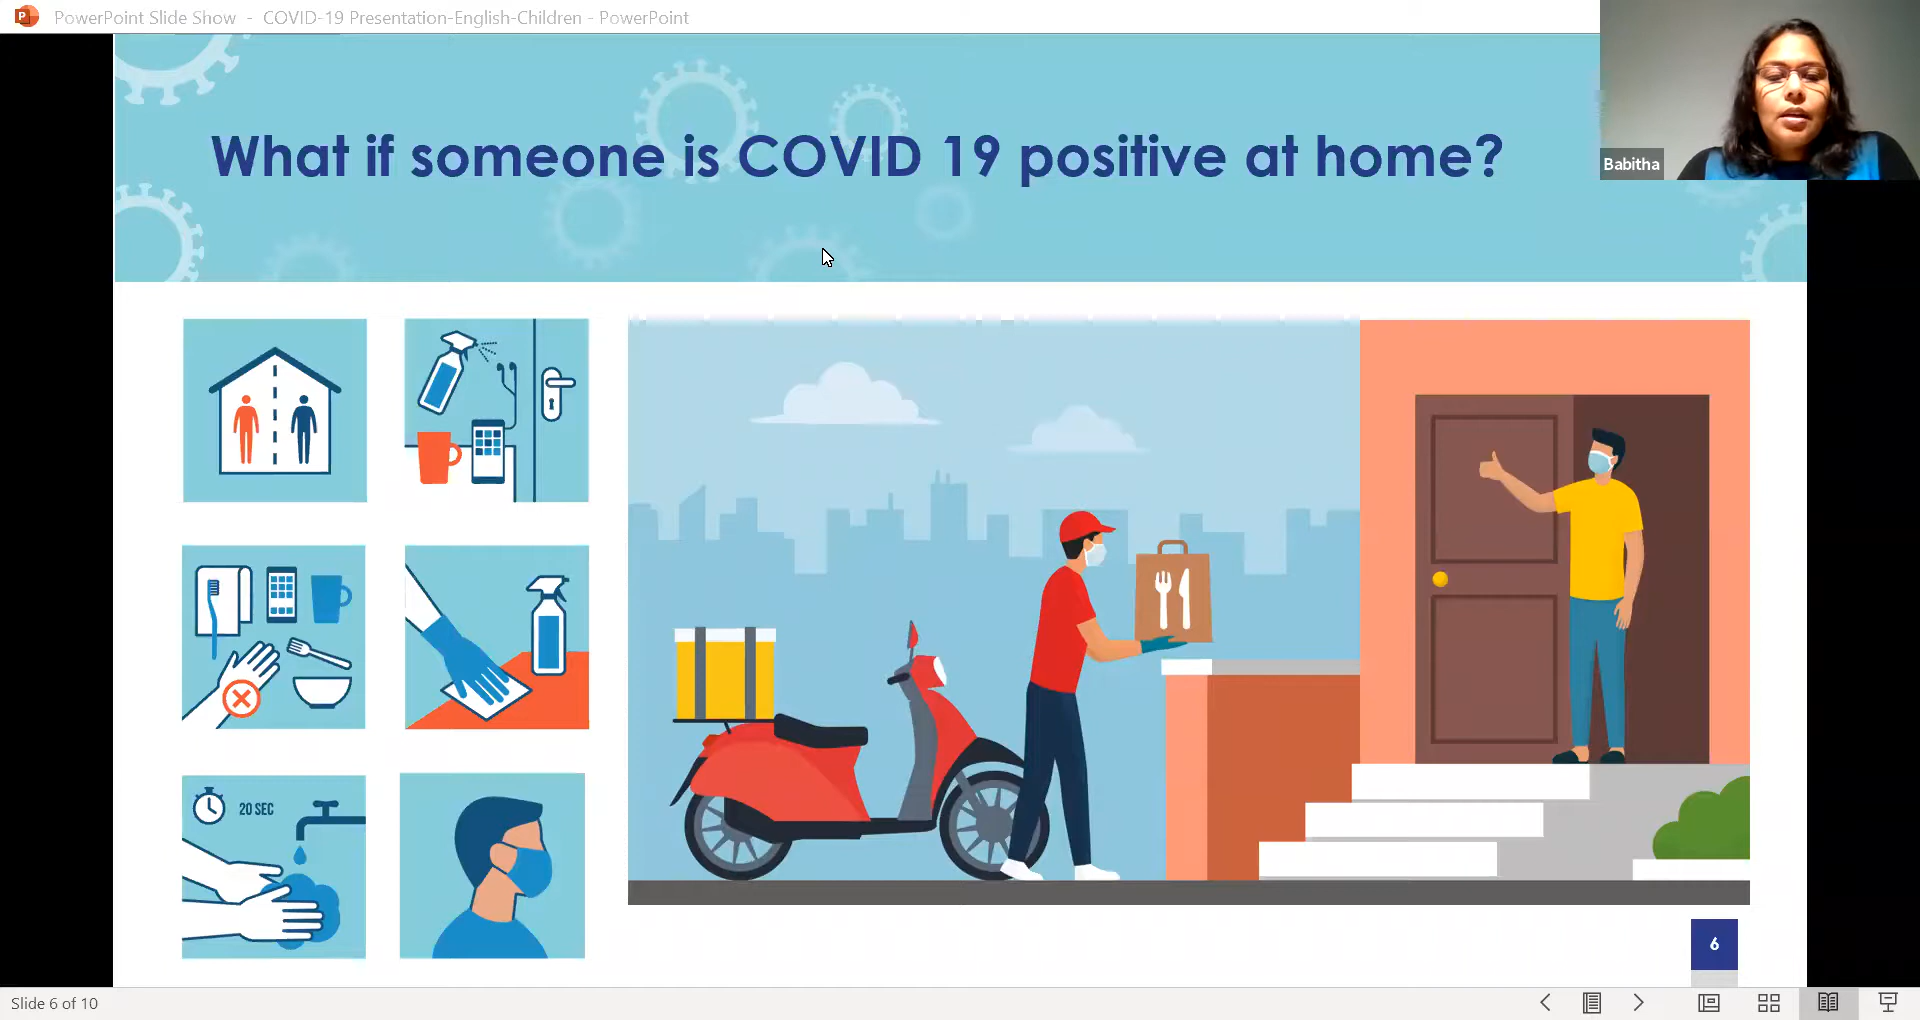 PowerPoint Slide Show - COVID-19 Presentation-English-Children - PowerPoint
What if someone is COVID 19 positive at home?
Babitha
20 SEC
6
Slide 6 of 10